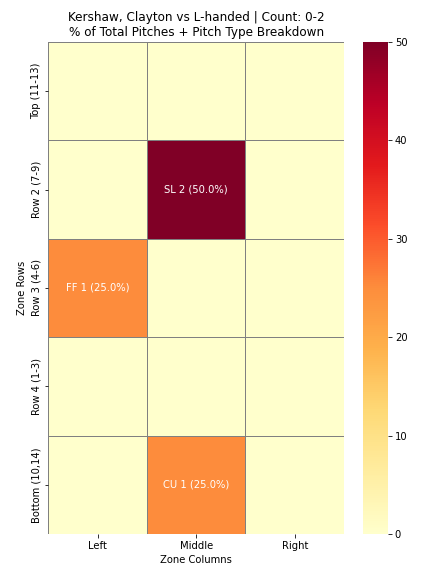 Kershaw, Clayton vs L-handed | Count: 0-2
% of Total Pitches + Pitch Type Breakdown
Zone Rows
Top (11-13)
Row 2 (7-9)
Row 3 (4-6)
Row 4 (1-3)
Bottom (10,14)
SL 2 (50.0%)
FF 1 (25.0%)
CU 1 (25.0%)
Left
Middle
Right
Zone Columns
50
40
30
20
10
0